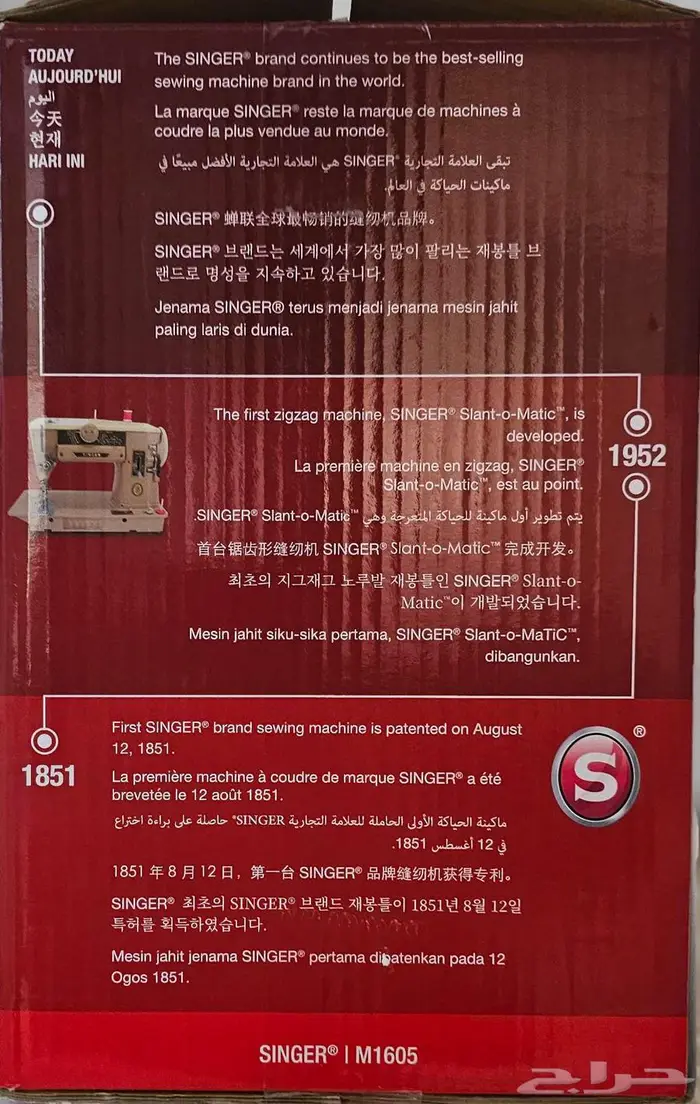 TODAY
AUJOURD'HUI
اليوم
今天
현재
HARI INI
The SINGER® brand continues to be the best-selling
sewing machine brand in the world.
La marque SINGER® reste la marque de machines à
coudre la plus vendue au monde.
تبقى العلامة التجارية SINGER® هي العلامة التجارية الأفضل مبيعًا في
ماكينات الحياكة في العالم.
SINGER® 蝉联全球最畅销的缝纫机品牌。
SINGER® 브랜드는 세계에서 가장 많이 팔리는 재봉틀 브
랜드로 명성을 지속하고 있습니다.
Jenama SINGER® terus menjadi jenama mesin jahit
paling laris di dunia.
1952
The first zigzag machine, SINGER® Slant-o-Matic™, is
developed.
La première machine en zigzag, SINGER®
Slant-o-Matic™, est au point.
يتم تطوير أول ماكينة للحياكة المتعرجة وهي SINGER® Slant-o-Matic™.
首台锯齿形缝纫机 SINGER® Slant-o-Matic™ 完成开发。
최초의 지그재그 노루발 재봉틀인 SINGER® Slant-o-
Matic™이 개발되었습니다.
Mesin jahit siku-sika pertama, SINGER® Slant-o-MaTiC™,
dibangunkan.
SINGER
1851
First SINGER® brand sewing machine is patented on August
12, 1851.
La première machine à coudre de marque SINGER® a été
brevetée le 12 août 1851.
ماكينة الحياكة الأولى الحاملة للعلامة التجارية SINGER® حاصلة على براءة اختراع
في 12 أغسطس 1851.
1851 年 8 月 12 日，第一台 SINGER® 品牌缝纫机获得专利。
SINGER® 최초의 SINGER® 브랜드 재봉틀이 1851년 8월 12일
특허를 획득하였습니다.
Mesin jahit jenama SINGER® pertama dipatenkan pada 12
Ogos 1851.
S®
SINGER® | M1605
حراج